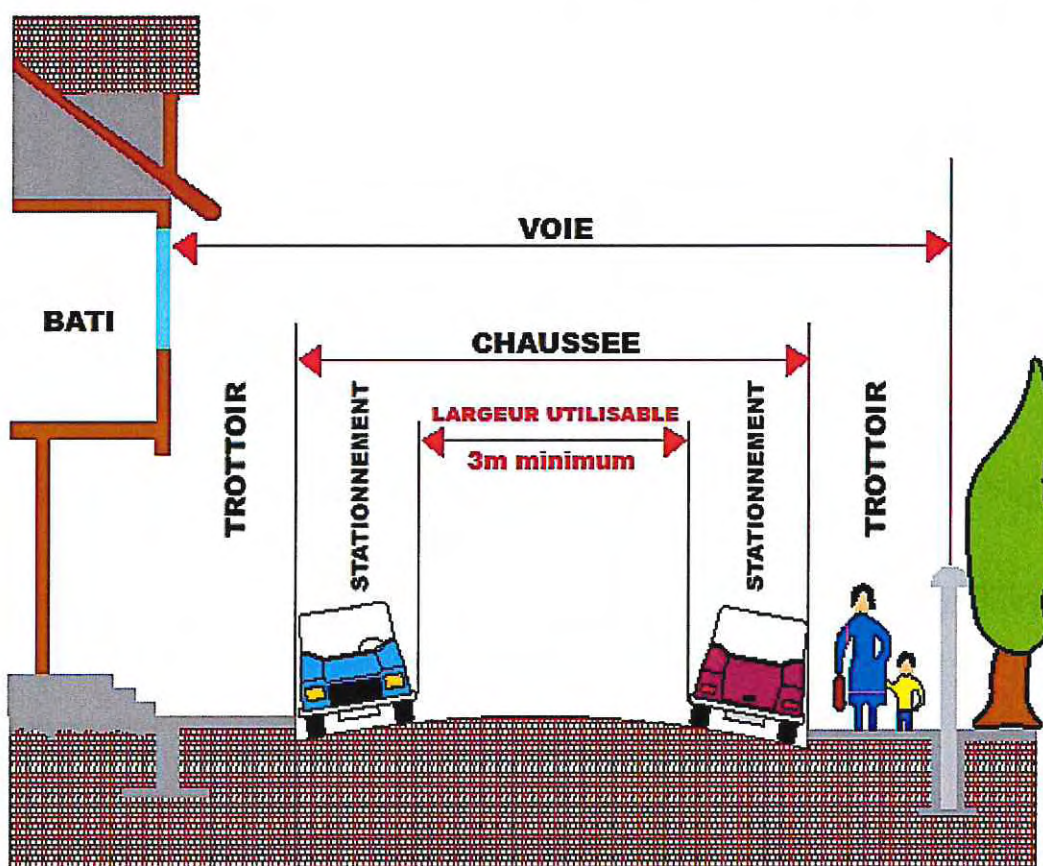 VOIE
BATI
CHAUSSEE
TROTTOIR
STATIONNEMENT
LARGEUR UTILISABLE
3m minimum
STATIONNEMENT
TROTTOIR